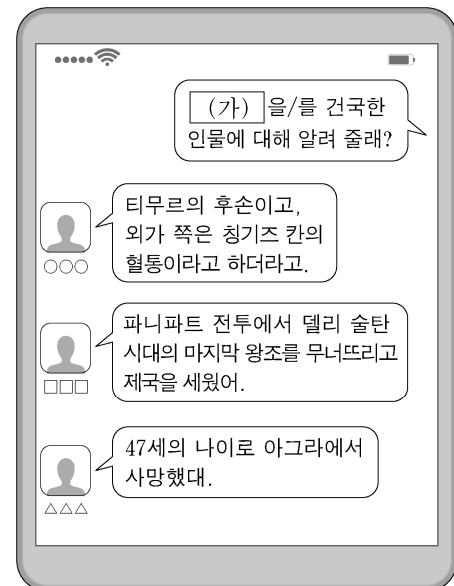 (가) 을/를 건국한
인물에 대해 알려 줄래?
티무르의 후손이고,
외가 쪽은 칭기즈 칸의
혈통이라고 하더라고.
○○○
파니파트 전투에서 델리 술탄
시대의 마지막 왕조를 무너뜨리고
제국을 세웠어.
□□□
47세의 나이로 아그라에서
사망했대.
△△△